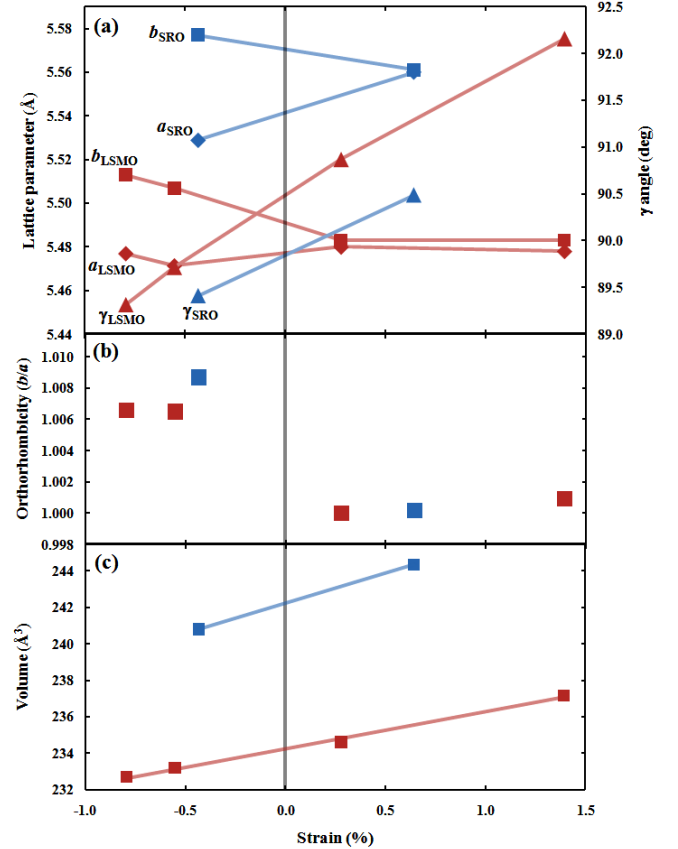 (a)
b SRO
a SRO
b LSMO
a LSMO
γ LSMO
γ SRO
Lattice parameter (Å)
5.58
5.56
5.54
5.52
5.50
5.48
5.46
5.44
γ angle (deg)
92.5
92.0
91.5
91.0
90.5
90.0
89.5
89.0
(b)
Orthorhombicity (b/a)
1.010
1.008
1.006
1.004
1.002
1.000
0.998
(c)
Volume (Å³)
244
242
240
238
236
234
232
-1.0
-0.5
0.0
0.5
1.0
1.5
Strain (%)